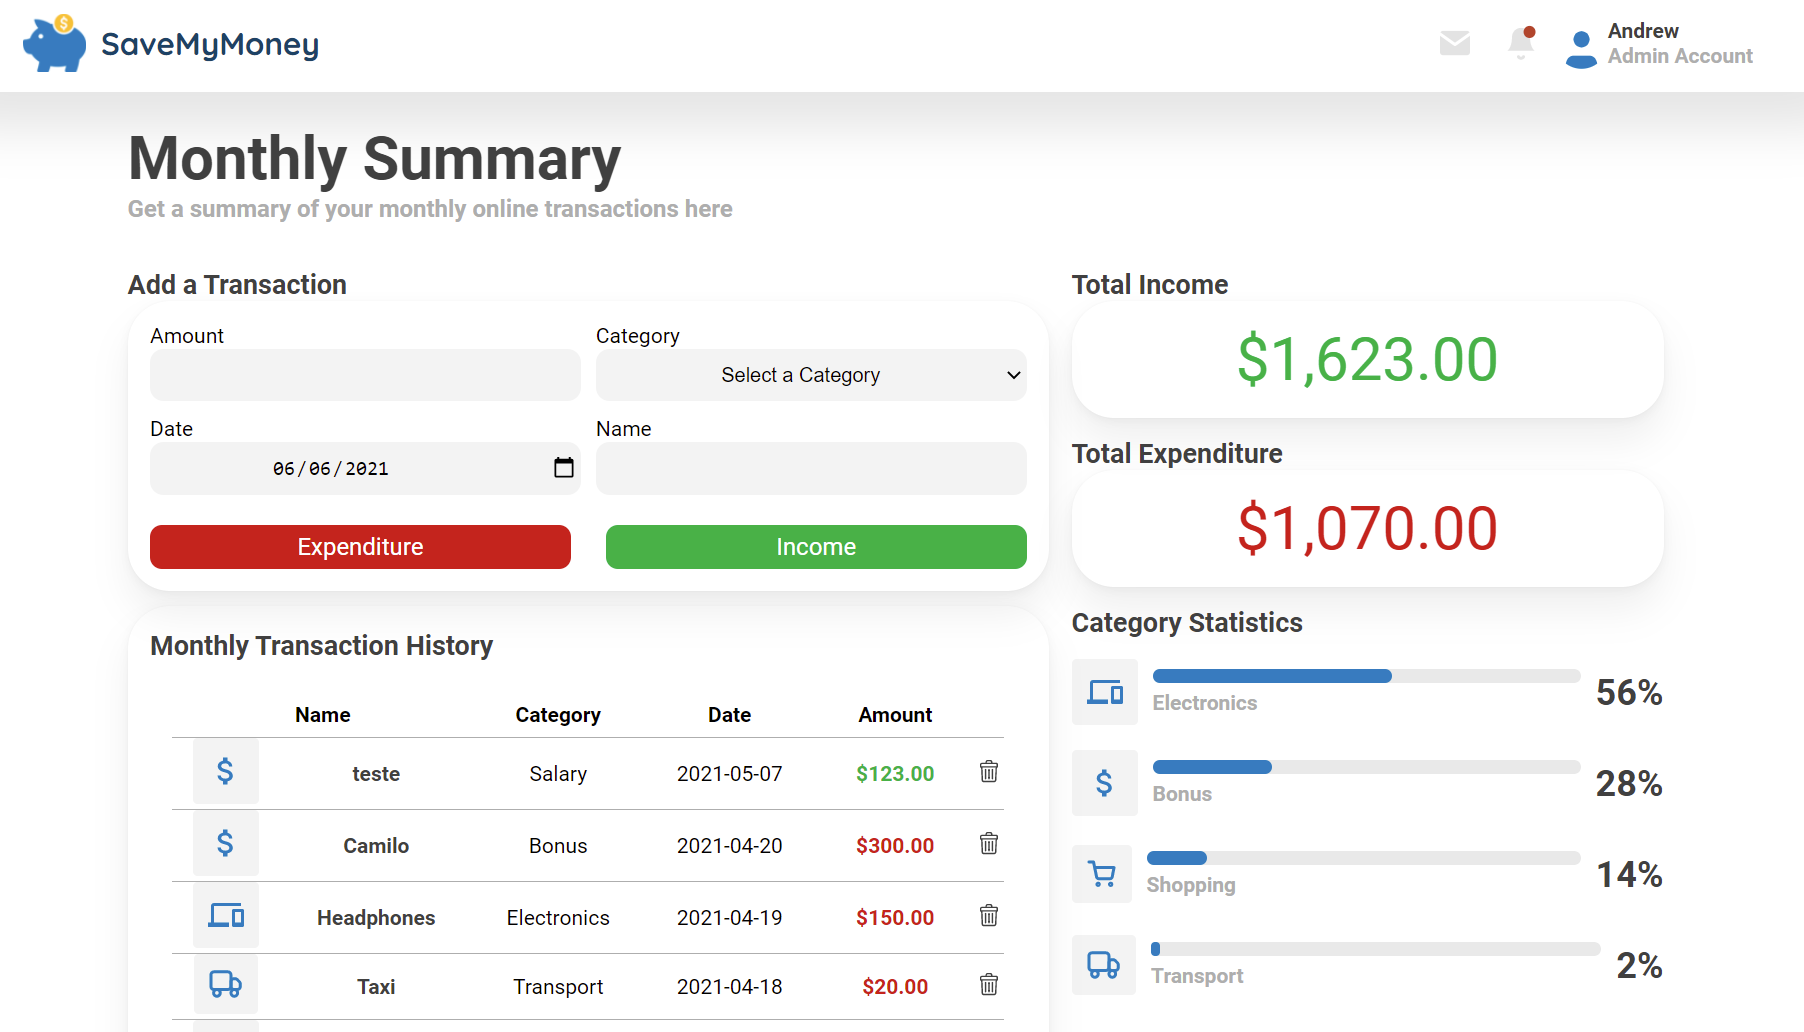 SaveMyMoney
Andrew
Admin Account
Monthly Summary
Get a summary of your monthly online transactions here
Add a Transaction
Amount
Category
Select a Category
Date
Name
06/06/2021
Expenditure
Income
Monthly Transaction History
Name Category Date Amount
$ teste Salary 2021-05-07 $123.00
$ Camilo Bonus 2021-04-20 $300.00
Headphones Electronics 2021-04-19 $150.00
Taxi Transport 2021-04-18 $20.00
Total Income
$1,623.00
Total Expenditure
$1,070.00
Category Statistics
Electronics 56%
$ Bonus 28%
Shopping 14%
Transport 2%